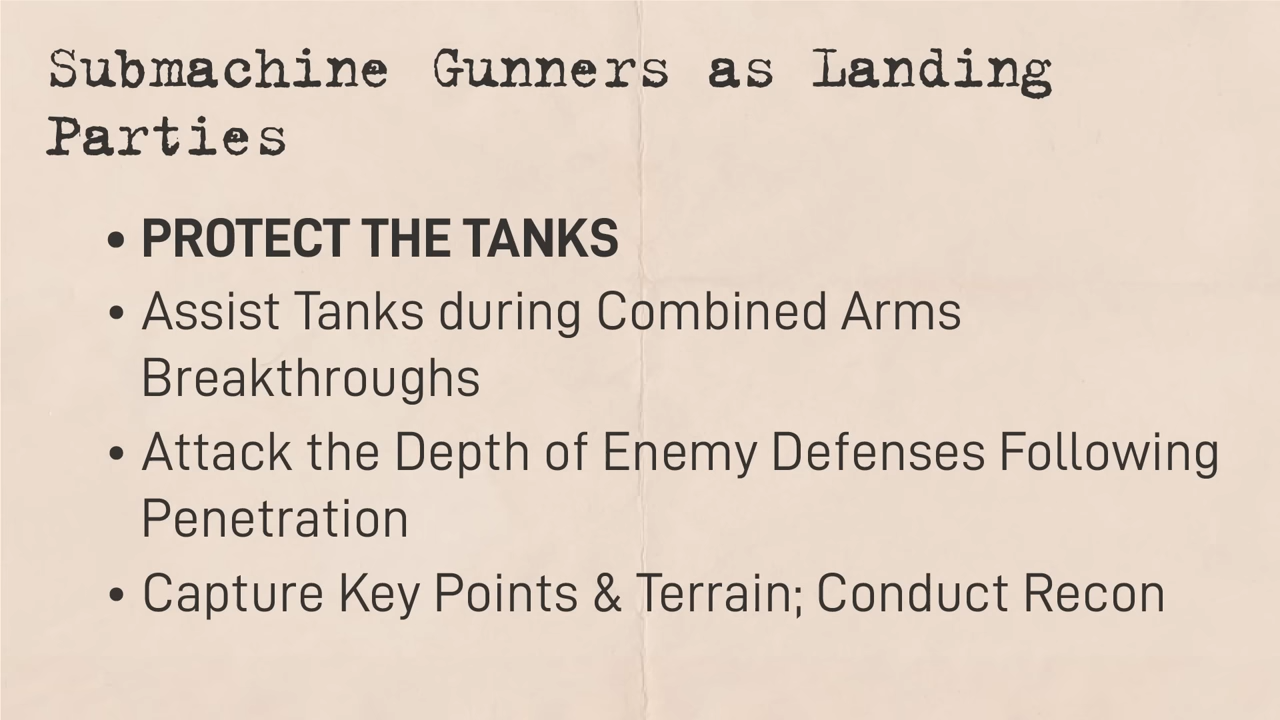 Submachine Gunners as Landing
Parties
• PROTECT THE TANKS
• Assist Tanks during Combined Arms
Breakthroughs
• Attack the Depth of Enemy Defenses Following
Penetration
• Capture Key Points & Terrain; Conduct Recon